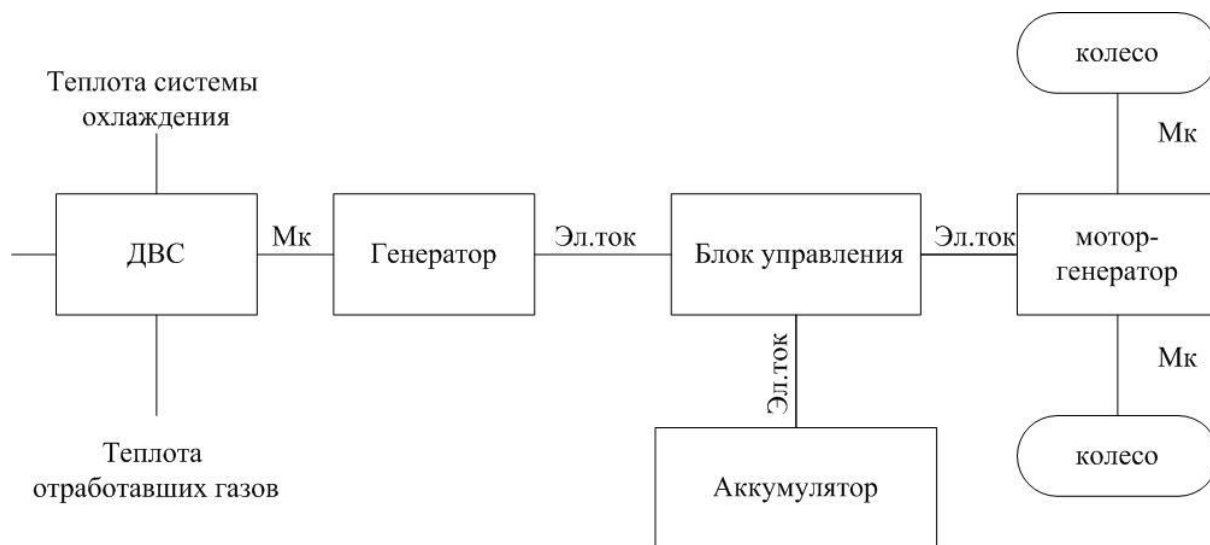 колесо
Теплота системы
охлаждения
Мк
ДВС
Мк
Генератор
Эл.ток
Блок управления
Эл.ток
мотор-
генератор
Эл.ток
Мк
Теплота
отработавших газов
Аккумулятор
колесо